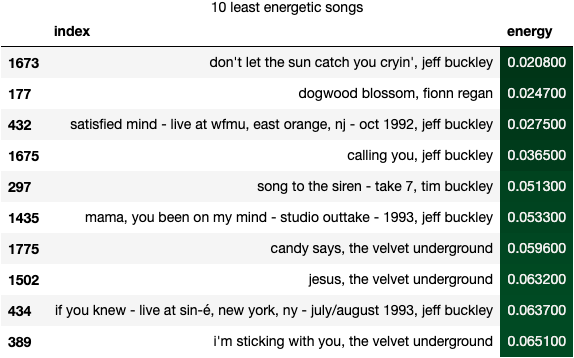 10 least energetic songs
index energy
1673 don't let the sun catch you cryin', jeff buckley 0.020800
177 dogwood blossom, fionn regan 0.024700
432 satisfied mind - live at wfmu, east orange, nj - oct 1992, jeff buckley 0.027500
1675 calling you, jeff buckley 0.036500
297 song to the siren - take 7, tim buckley 0.051300
1435 mama, you been on my mind - studio outtake - 1993, jeff buckley 0.053300
1775 candy says, the velvet underground 0.059600
1502 jesus, the velvet underground 0.063200
434 if you knew - live at sin-é, new york, ny - july/august 1993, jeff buckley 0.063700
389 i'm sticking with you, the velvet underground 0.065100